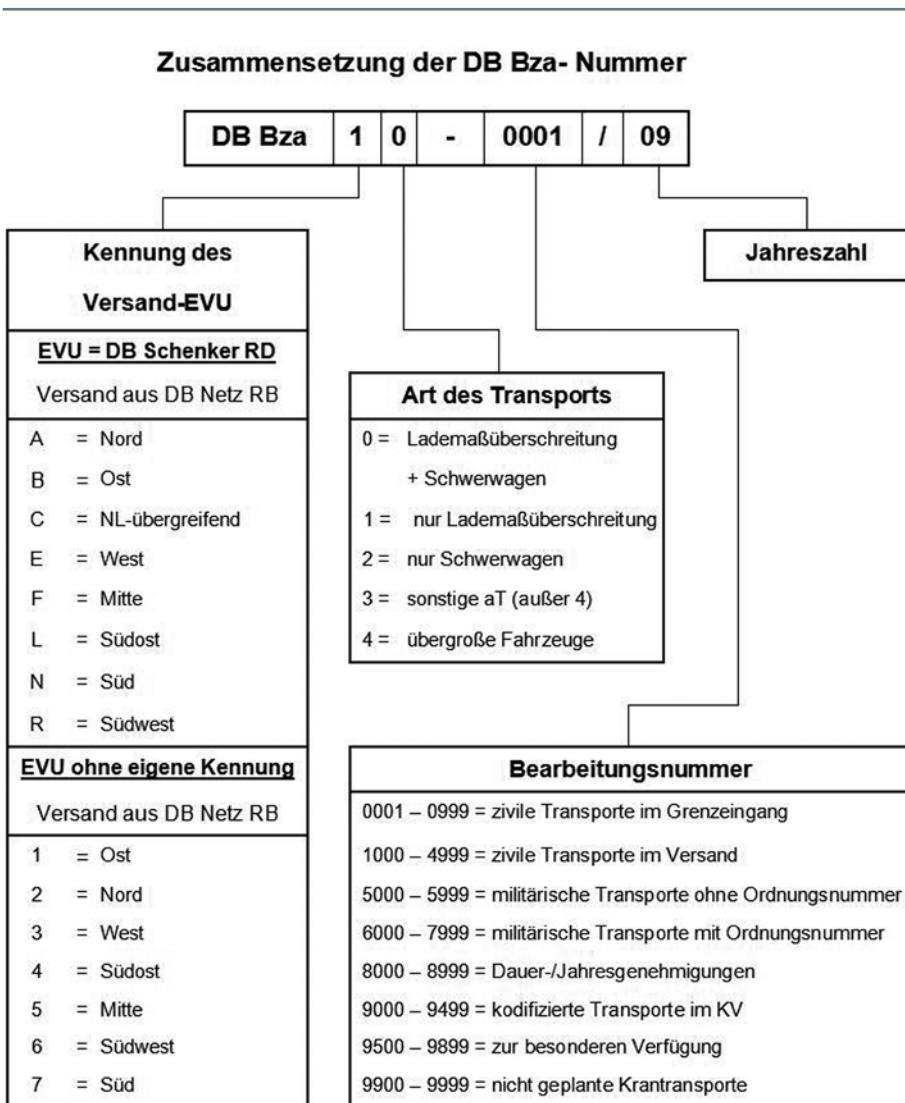 Zusammensetzung der DB Bza- Nummer
DB Bza 1 0 - 0001 / 09
Kennung des
Versand-EVU
EVU = DB Schenker RD
Versand aus DB Netz RB
A = Nord
B = Ost
C = NL-übergreifend
E = West
F = Mitte
L = Südost
N = Süd
R = Südwest
EVU ohne eigene Kennung
Versand aus DB Netz RB
1 = Ost
2 = Nord
3 = West
4 = Südost
5 = Mitte
6 = Südwest
7 = Süd
Art des Transports
0 = Lademaßüberschreitung
+ Schwerwagen
1 = nur Lademaßüberschreitung
2 = nur Schwerwagen
3 = sonstige aT (außer 4)
4 = übergroße Fahrzeuge
Jahreszahl
Bearbeitungsnummer
0001 – 0999 = zivile Transporte im Grenzeingang
1000 – 4999 = zivile Transporte im Versand
5000 – 5999 = militärische Transporte ohne Ordnungsnummer
6000 – 7999 = militärische Transporte mit Ordnungsnummer
8000 – 8999 = Dauer-/Jahresgenehmigungen
9000 – 9499 = kodifizierte Transporte im KV
9500 – 9899 = zur besonderen Verfügung
9900 – 9999 = nicht geplante Krantransporte